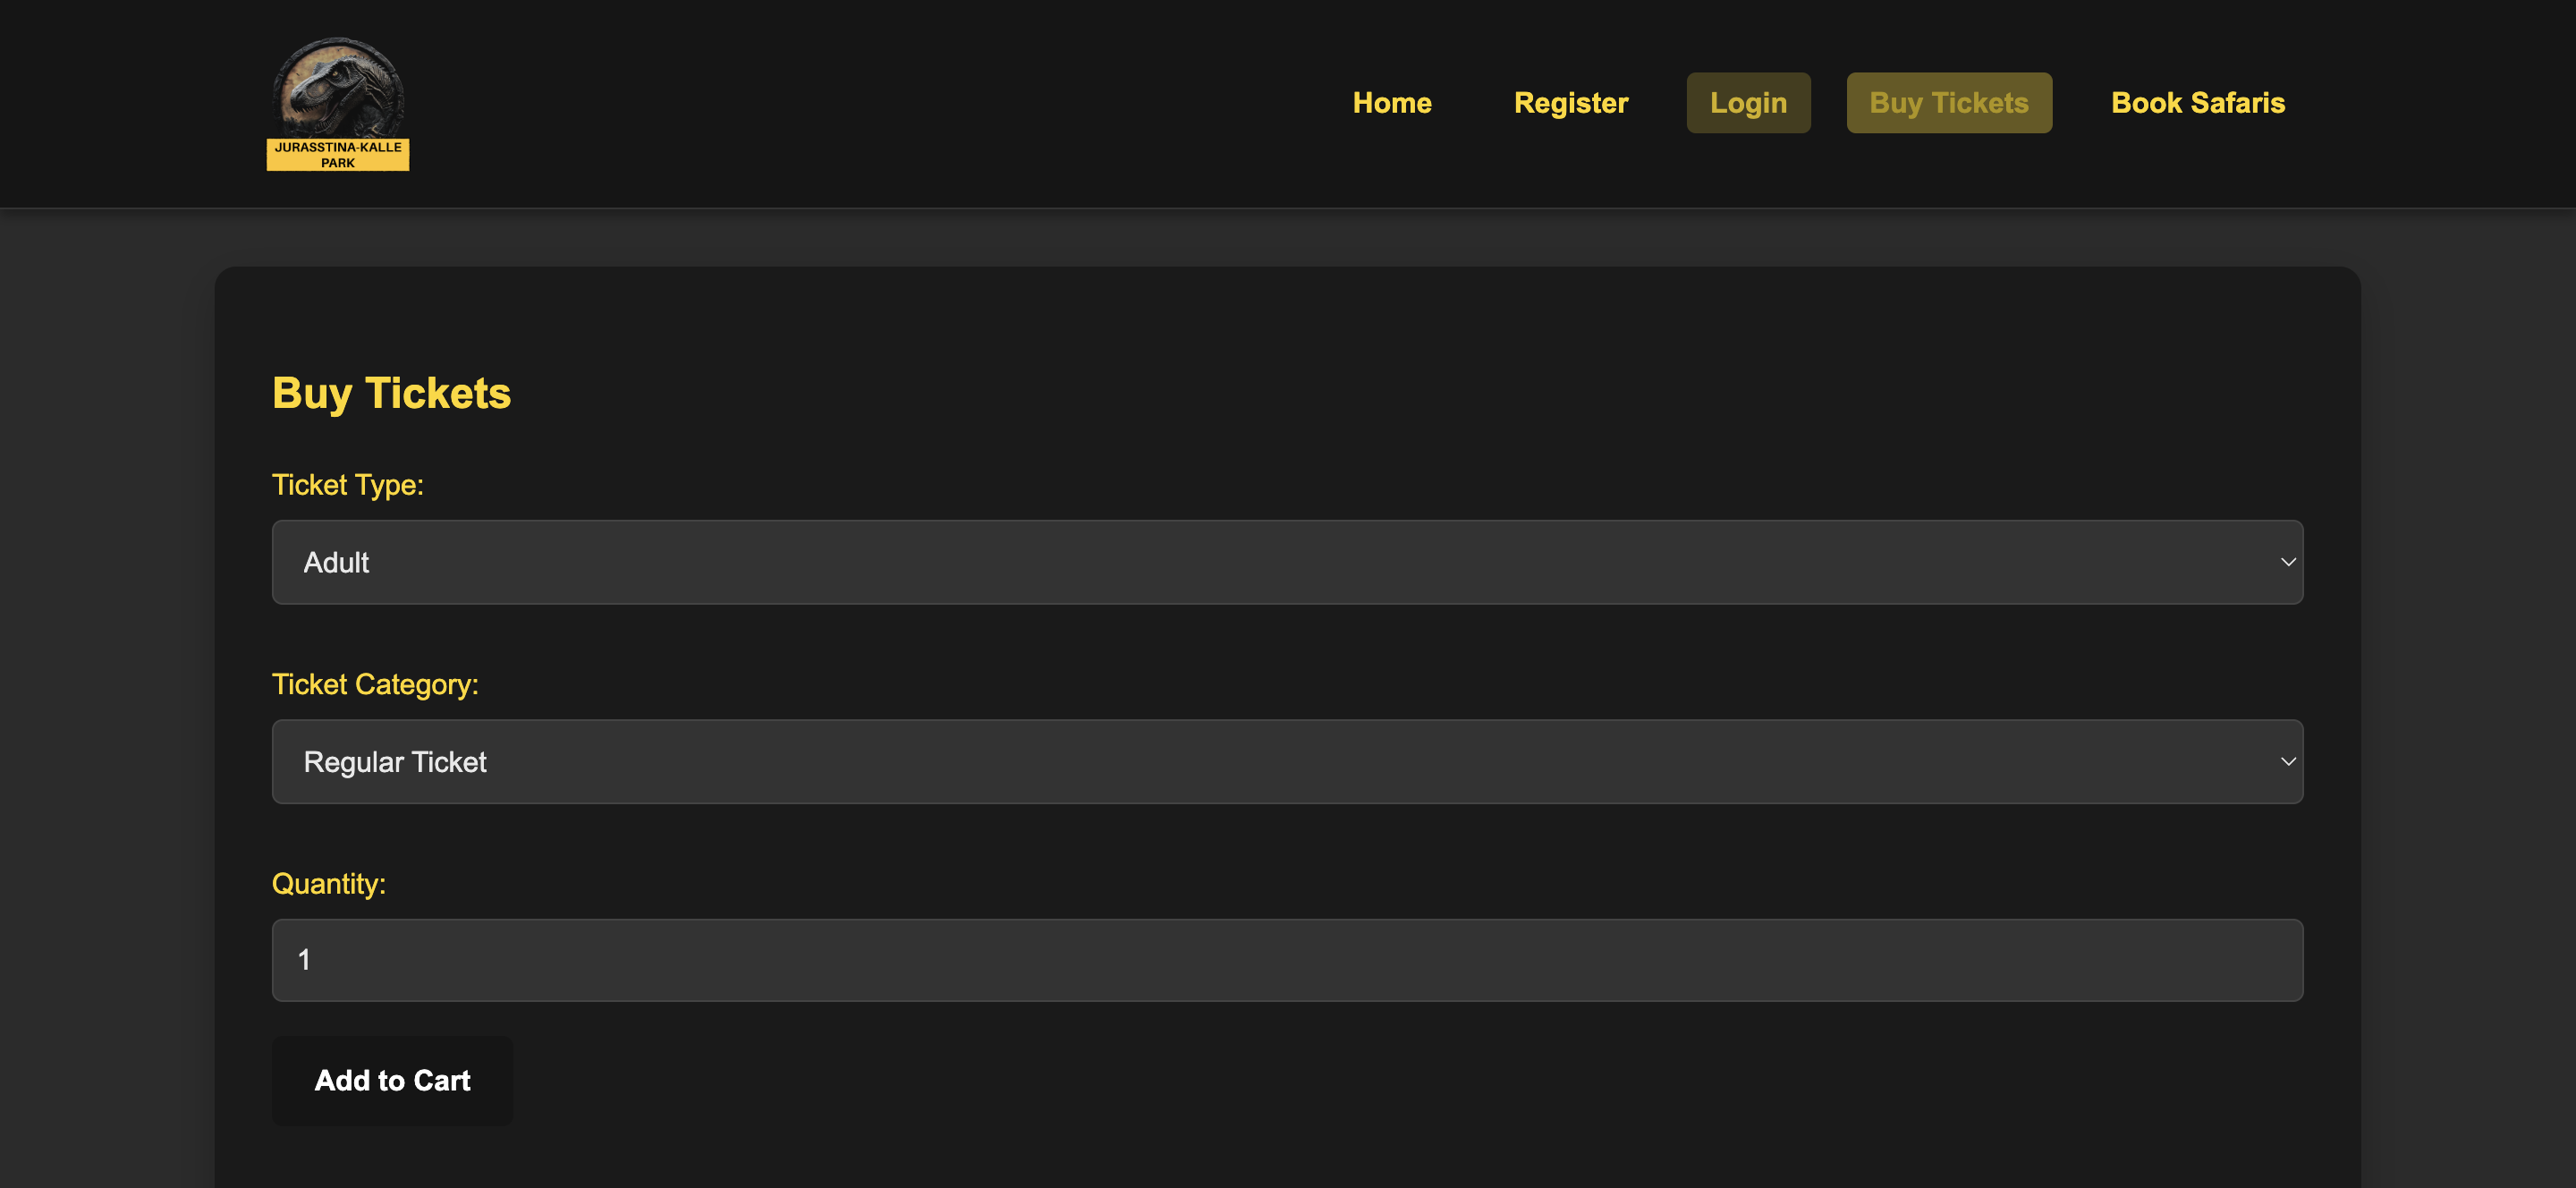 JURASSTINA-KALLE
PARK
Home Register Login Buy Tickets Book Safaris
Buy Tickets
Ticket Type:
Adult
Ticket Category:
Regular Ticket
Quantity:
1
Add to Cart